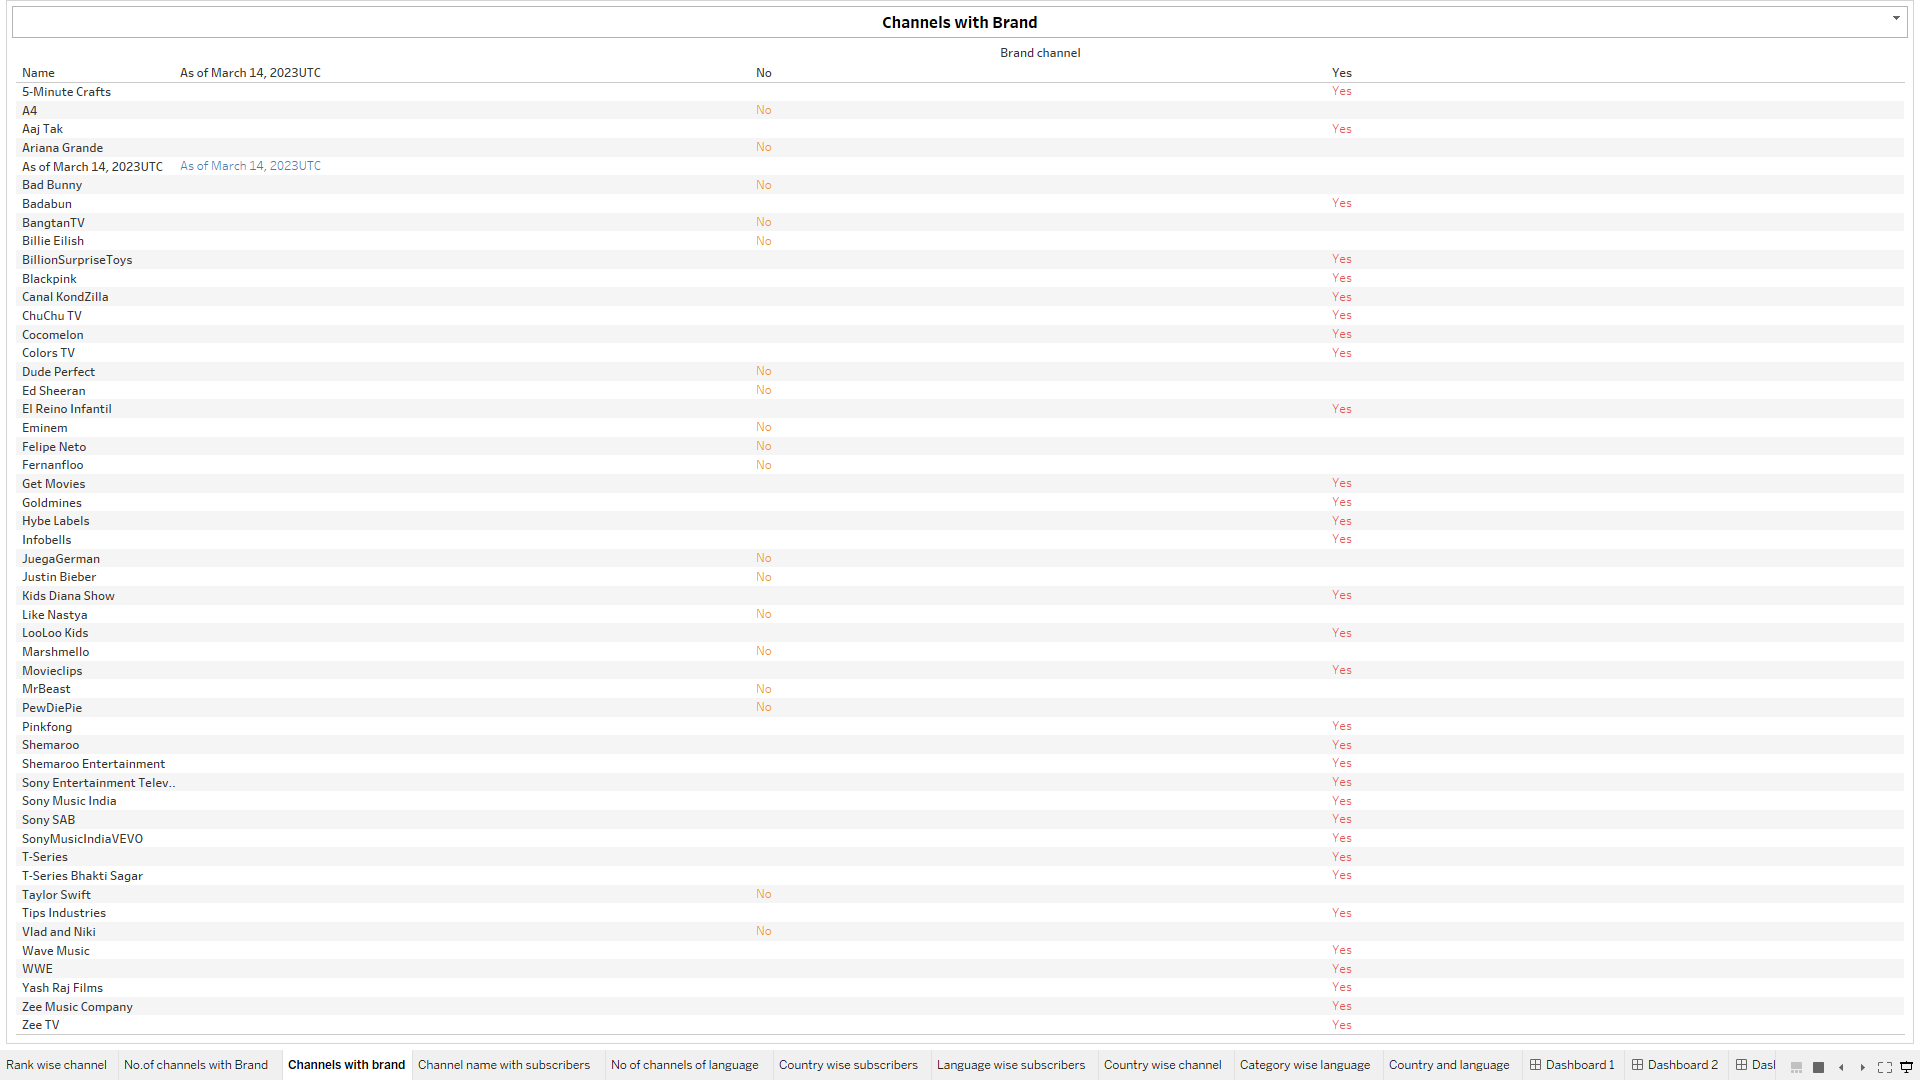 Channels with Brand
Brand channel
Name As of March 14, 2023UTC No Yes
5-Minute Crafts Yes
A4 No
Aaj Tak Yes
Ariana Grande No
As of March 14, 2023UTC As of March 14, 2023UTC
Bad Bunny No
Badabun Yes
BangtanTV No
Billie Eilish No
BillionSurpriseToys Yes
Blackpink Yes
Canal KondZilla Yes
ChuChu TV Yes
Cocomelon Yes
Colors TV Yes
Dude Perfect No
Ed Sheeran No
El Reino Infantil Yes
Eminem No
Felipe Neto No
Fernanfloo No
Get Movies Yes
Goldmines Yes
Hybe Labels Yes
Infobells Yes
JuegaGerman No
Justin Bieber No
Kids Diana Show Yes
Like Nastya No
LooLoo Kids Yes
Marshmello No
Movieclips Yes
MrBeast No
PewDiePie No
Pinkfong Yes
Shemaroo Yes
Shemaroo Entertainment Yes
Sony Entertainment Telev.. Yes
Sony Music India Yes
Sony SAB Yes
SonyMusicIndiaVEVO Yes
T-Series Yes
T-Series Bhakti Sagar Yes
Taylor Swift No
Tips Industries Yes
Vlad and Niki No
Wave Music Yes
WWE Yes
Yash Raj Films Yes
Zee Music Company Yes
Zee TV Yes
Rank wise channel No.of channels with Brand Channels with brand Channel name with subscribers No of channels of language Country wise subscribers Language wise subscribers Country wise channel Category wise language Country and language Dashboard 1 Dashboard 2 Dasl